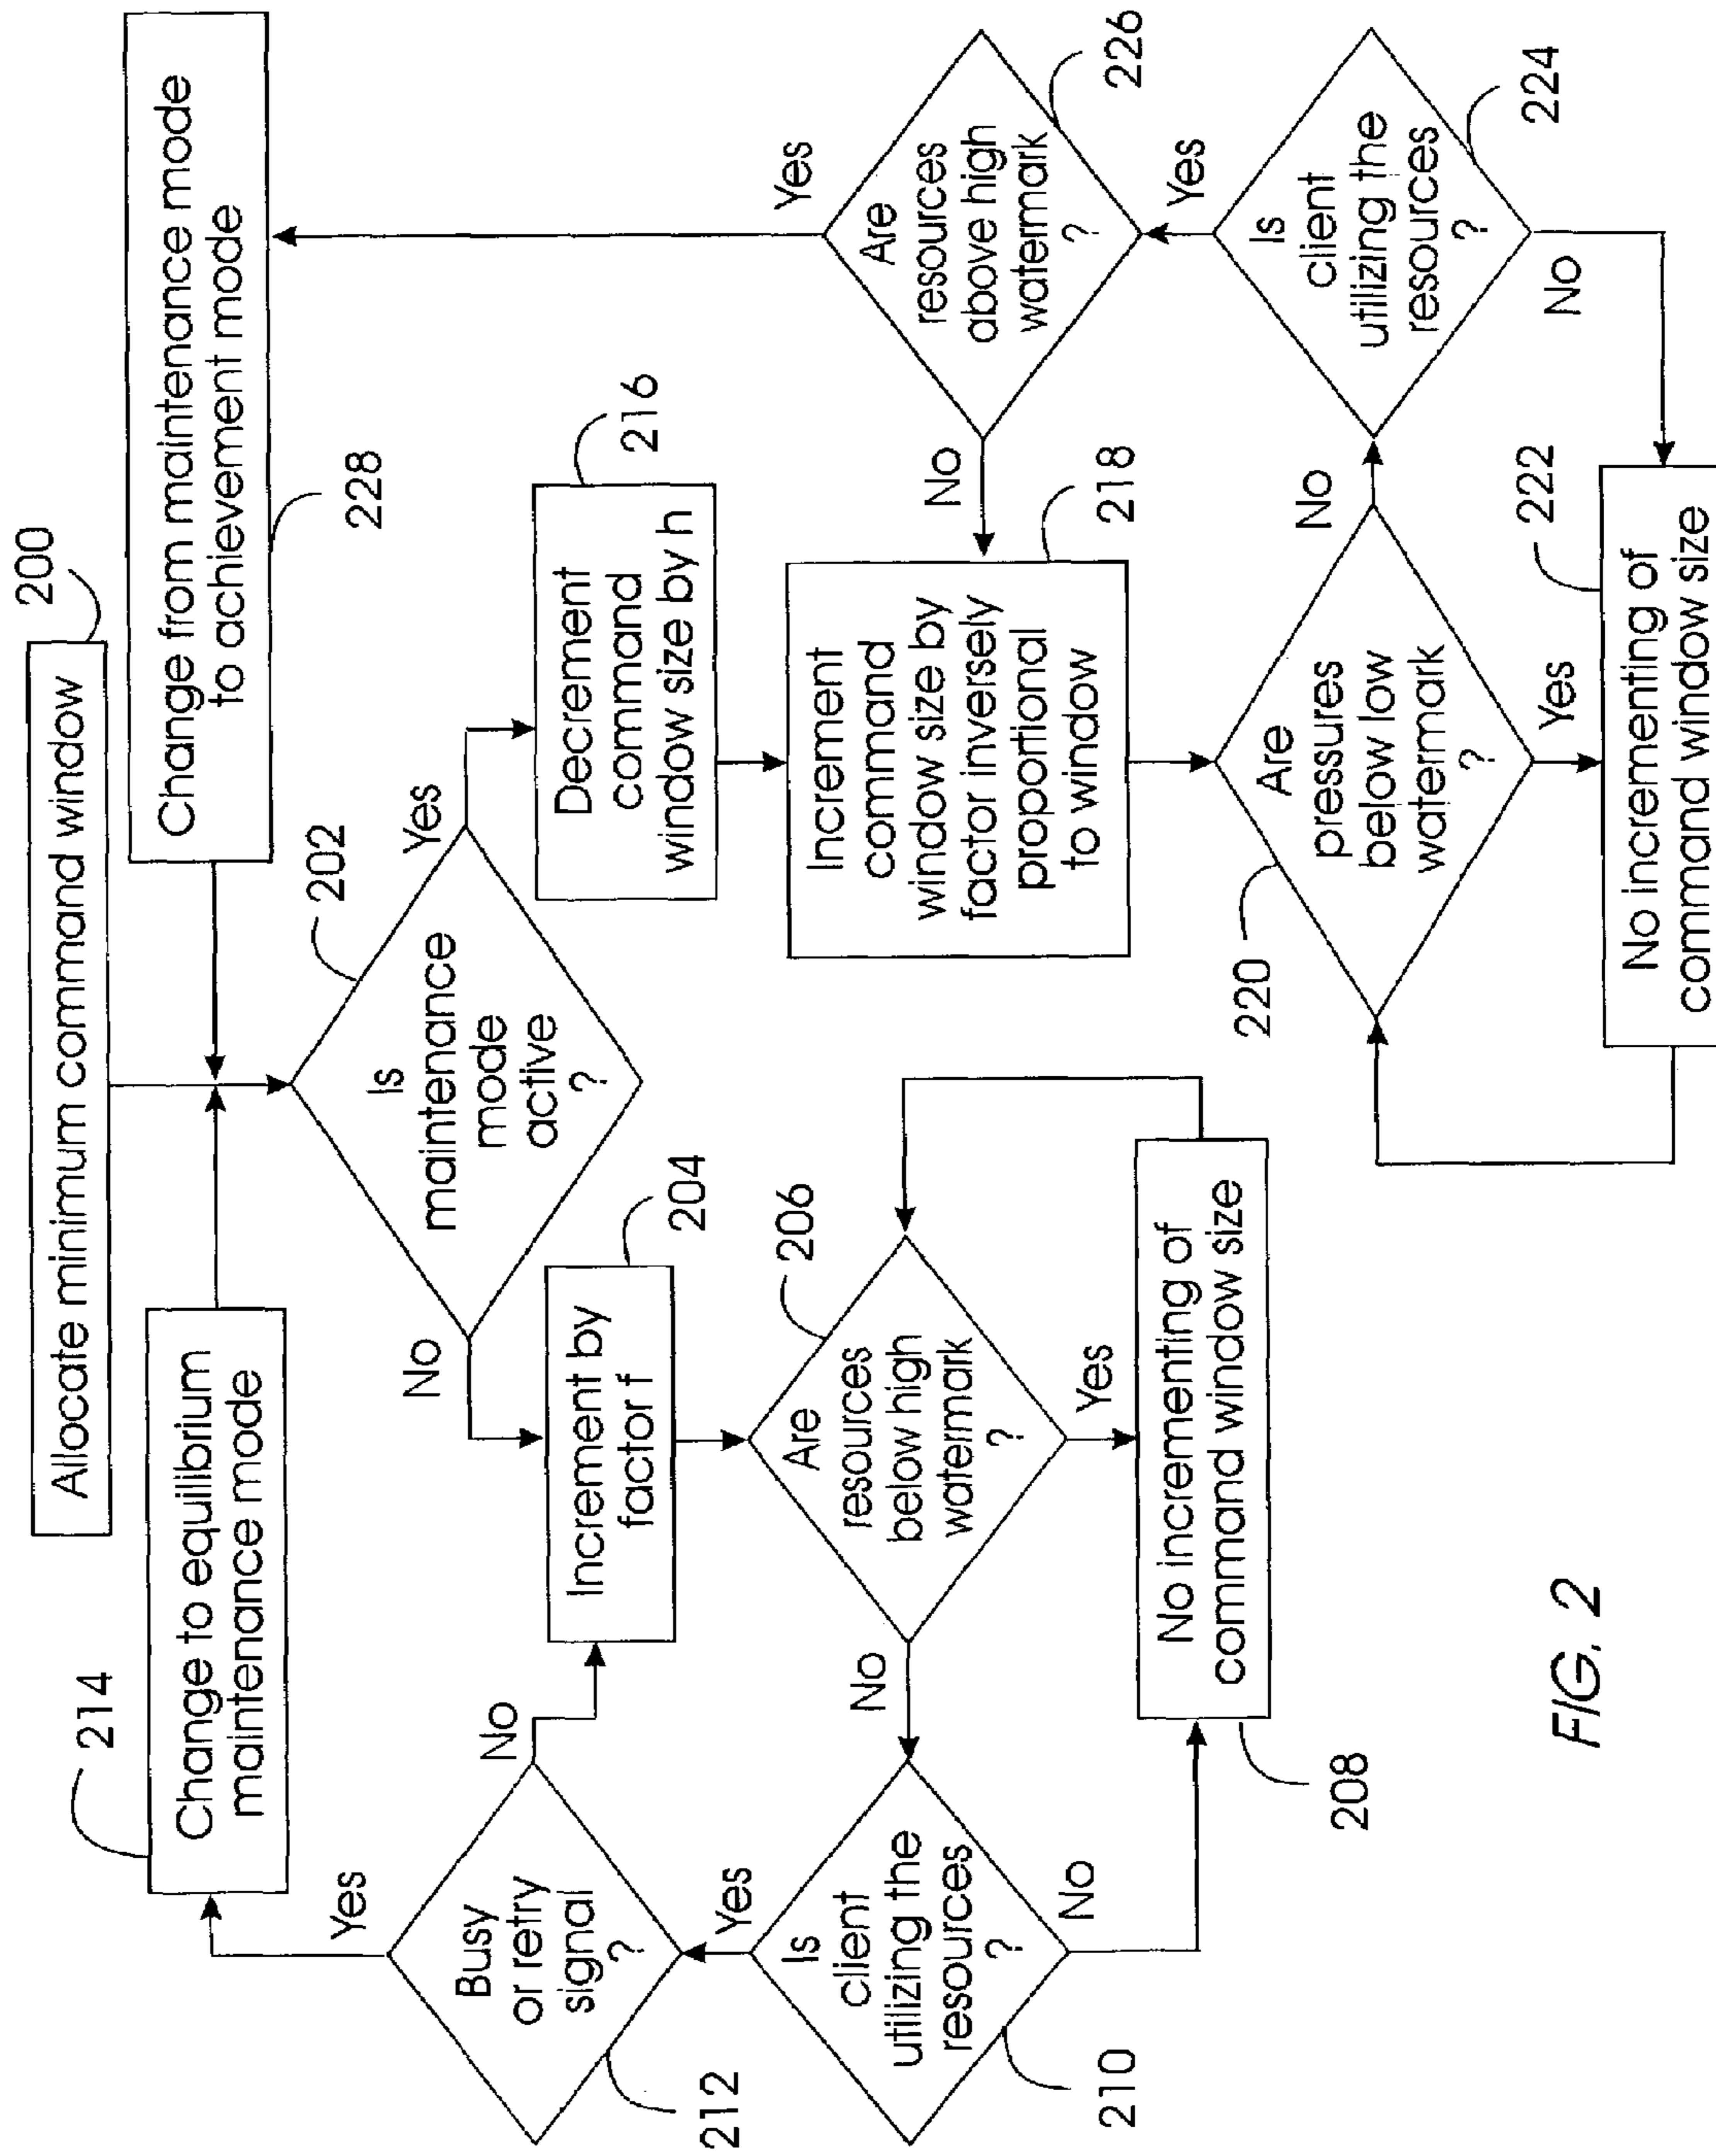 Allocate minimum command window
200
214
Change to equilibrium
maintenance mode
Change from maintenance mode
to achievement mode
228
Is
maintenance
mode
active
?
202
No
Yes
Yes
Busy
or retry
signal
?
212
No
Increment by
factor f
204
Decrement
command
window size by h
216
Yes
Is
client
utilizing the
resources
?
210
No
No
Are
resources
below high
watermark
?
206
Yes
No incrementing of
command window size
208
Increment
command
window size by
factor inversely
proportional
to window
218
No
Are
resources
above high
watermark
?
226
Yes
Yes
Are
pressures
below low
watermark
?
220
No
Yes
Is
client
utilizing the
resources
?
224
No
No incrementing of
command window size
222
FIG. 2